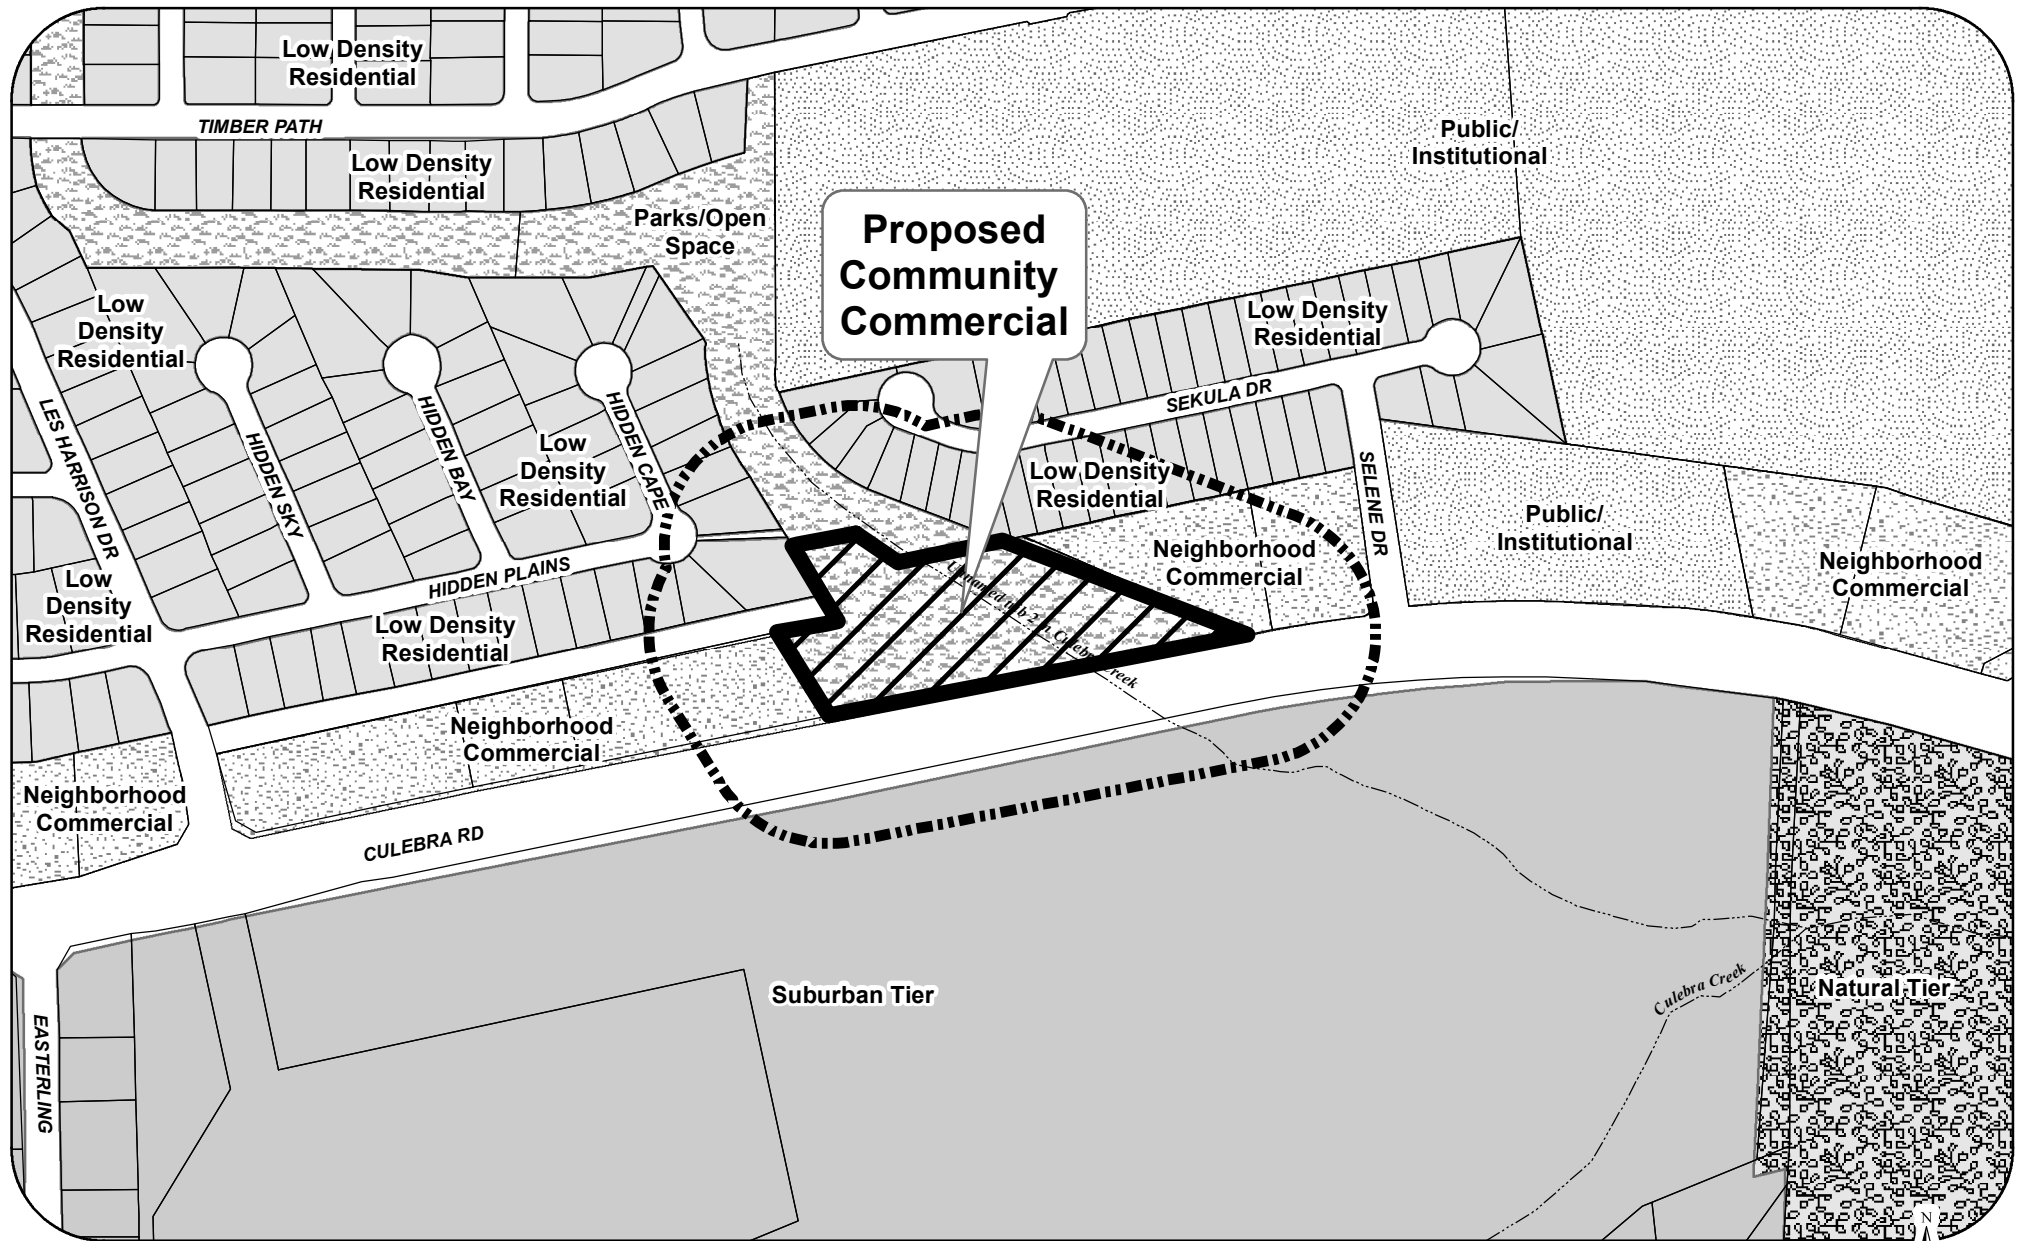 Low Density
Residential
TIMBER PATH
Low Density
Residential
Public/
Institutional
Parks/Open
Space
Proposed
Community
Commercial
Low
Density
Residential
Low Density
Residential
SEKULA DR
LES HARRISON DR
HIDDEN SKY
HIDDEN BAY
HIDDEN CAPE
Low
Density
Residential
Low Density
Residential
SELENE DR
Public/
Institutional
Neighborhood
Commercial
Neighborhood
Commercial
HIDDEN PLAINS
Low
Density
Residential
Low Density
Residential
Culebra Creek
Neighborhood
Commercial
Neighborhood
Commercial
CULEBRA RD
Suburban Tier
Culebra Creek
Natural Tier
EASTERLING
N